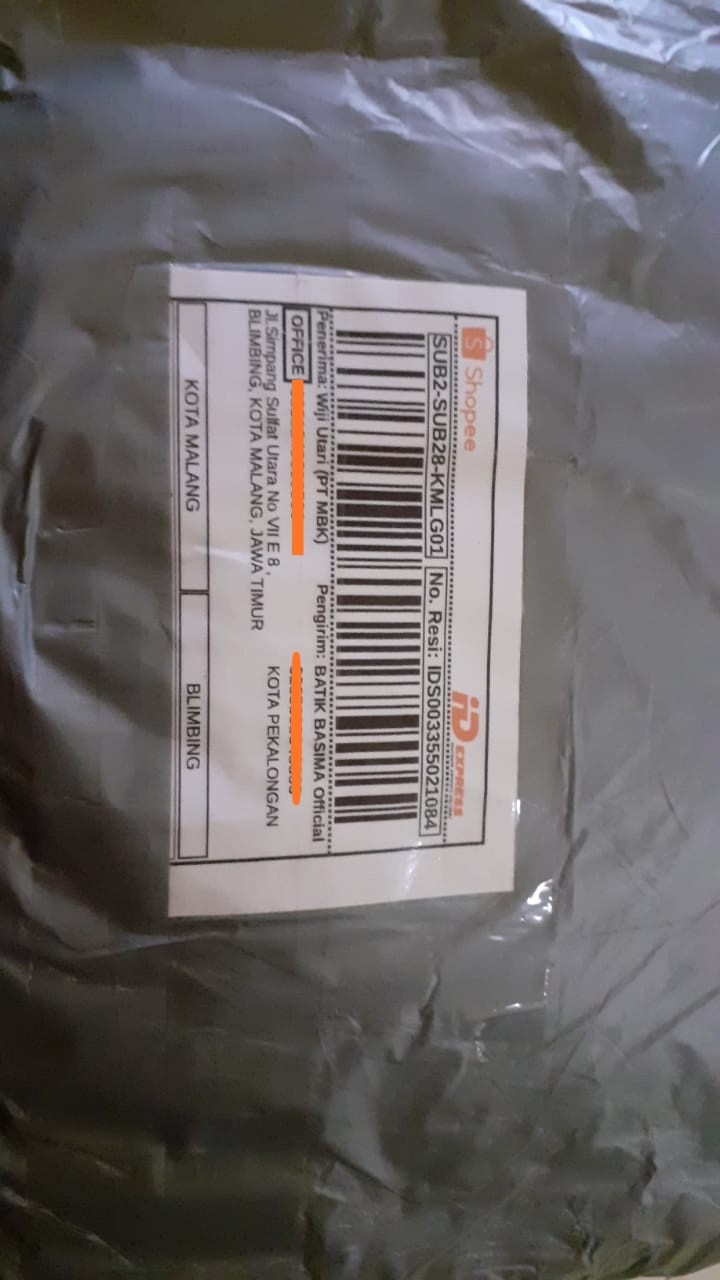 Shopee
iD EXPRESS
SUB2-SUB28-KMLG01 No. Resi: IDS003355021084
Penerima: Wiji Utari (PT MBK) Pengirim: BATIK BASIMA Official
OFFICE
Jl.Simpang Sulfat Utara No VII E 8 , KOTA PEKALONGAN
BLIMBING, KOTA MALANG, JAWA TIMUR
KOTA MALANG BLIMBING